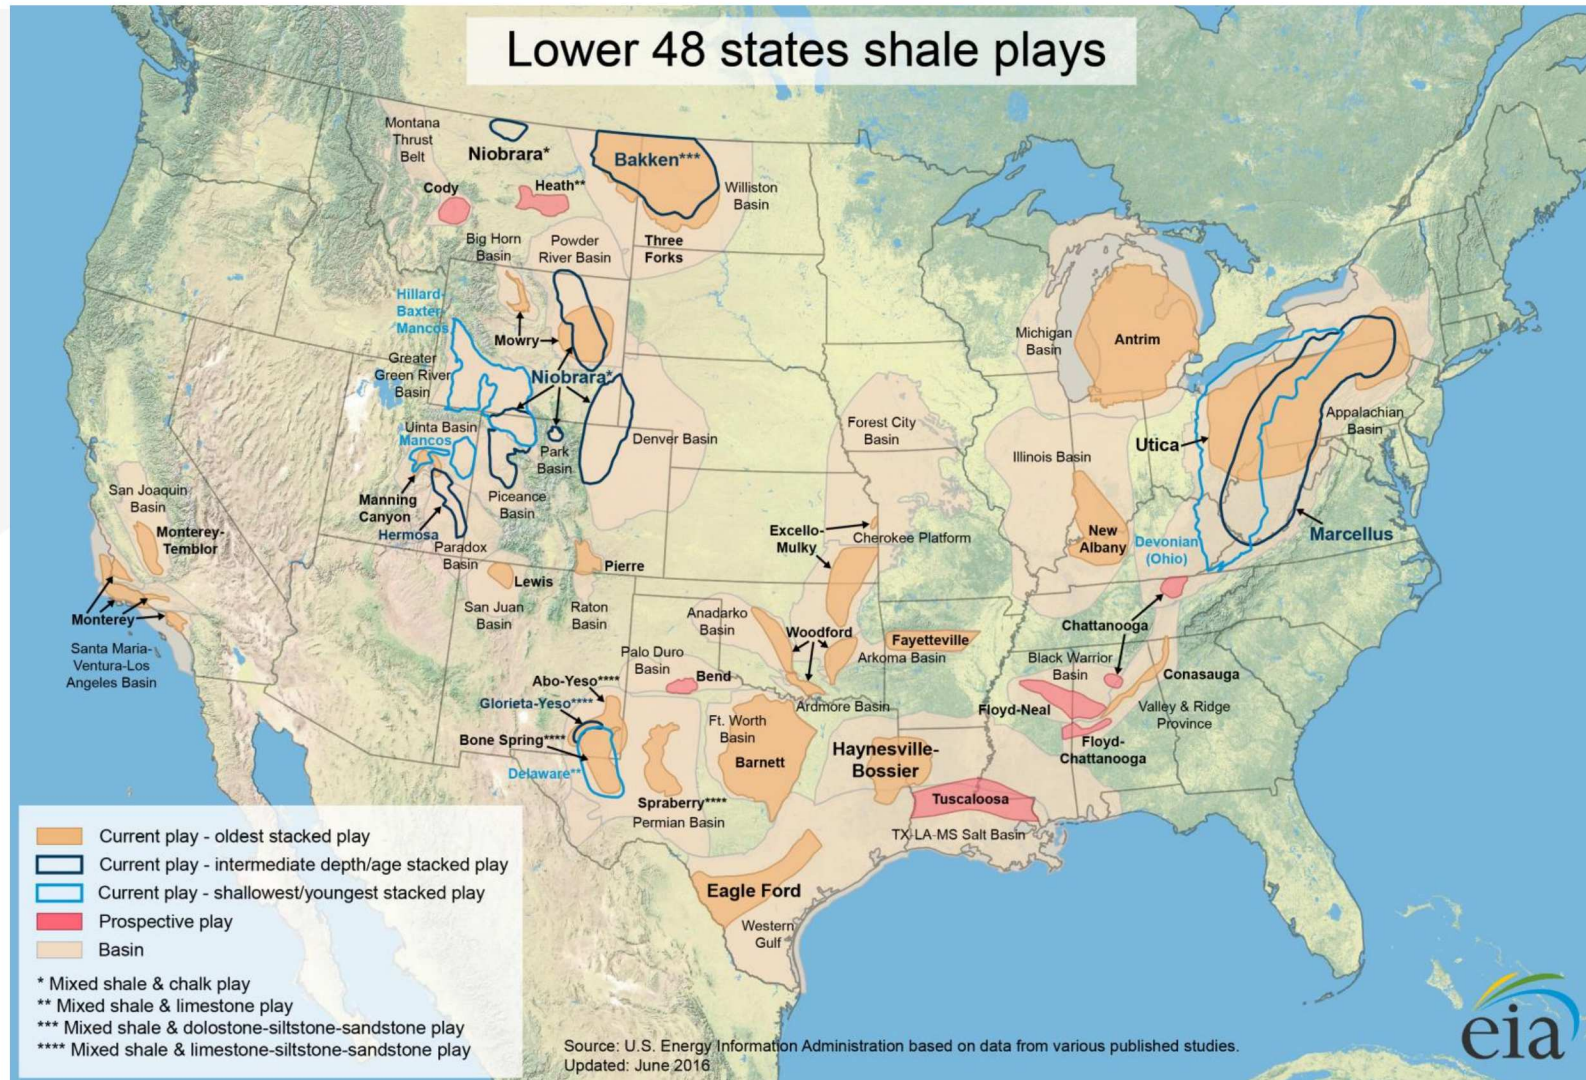 Lower 48 states shale plays
Montana
Thrust
Belt
Niobrara*
Bakken***
Williston
Basin
Cody
Heath**
Big Horn
Basin
Powder
River Basin
Three
Forks
Hillard-
Baxter-
Mancos
Mowry
Greater
Green River
Basin
Niobrara*
Uinta Basin
Mancos
Park
Basin
Denver Basin
Manning
Canyon
Piceance
Basin
Hermosa
Paradox
Basin
San Joaquin
Basin
Monterey-
Temblor
Monterey
Santa Maria-
Ventura-Los
Angeles Basin
Lewis
San Juan
Basin
Pierre
Raton
Basin
Michigan
Basin
Antrim
Forest City
Basin
Illinois Basin
Utica
Appalachian
Basin
Excello-
Mulky
Cherokee Platform
New
Albany
Devonian
(Ohio)
Marcellus
Anadarko
Basin
Woodford
Fayetteville
Arkoma Basin
Chattanooga
Palo Duro
Basin
Bend
Abo-Yeso****
Glorieta-Yeso****
Bone Spring****
Delaware**
Ardmore Basin
Black Warrior
Basin
Conasauga
Floyd-Neal
Valley & Ridge
Province
Floyd-
Chattanooga
Ft. Worth
Basin
Barnett
Haynesville-
Bossier
Spraberry****
Permian Basin
Tuscaloosa
TX-LA-MS Salt Basin
Eagle Ford
Western
Gulf
Current play - oldest stacked play
Current play - intermediate depth/age stacked play
Current play - shallowest/youngest stacked play
Prospective play
Basin
* Mixed shale & chalk play
** Mixed shale & limestone play
*** Mixed shale & dolostone-siltstone-sandstone play
**** Mixed shale & limestone-siltstone-sandstone play
Source: U.S. Energy Information Administration based on data from various published studies.
Updated: June 2016
eia